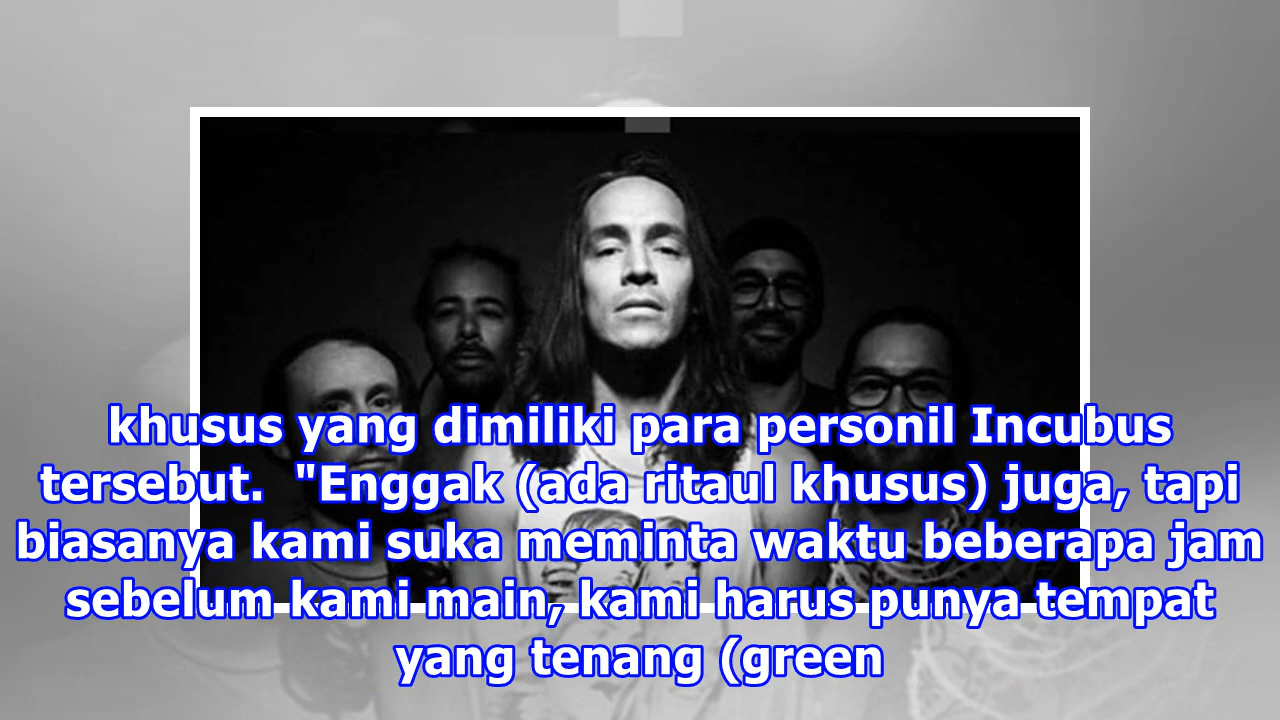 khusus yang dimiliki para personil Incubus
tersebut.  "Enggak (ada ritaul khusus) juga, tapi
biasanya kami suka meminta waktu beberapa jam
sebelum kami main, kami harus punya tempat
yang tenang (green